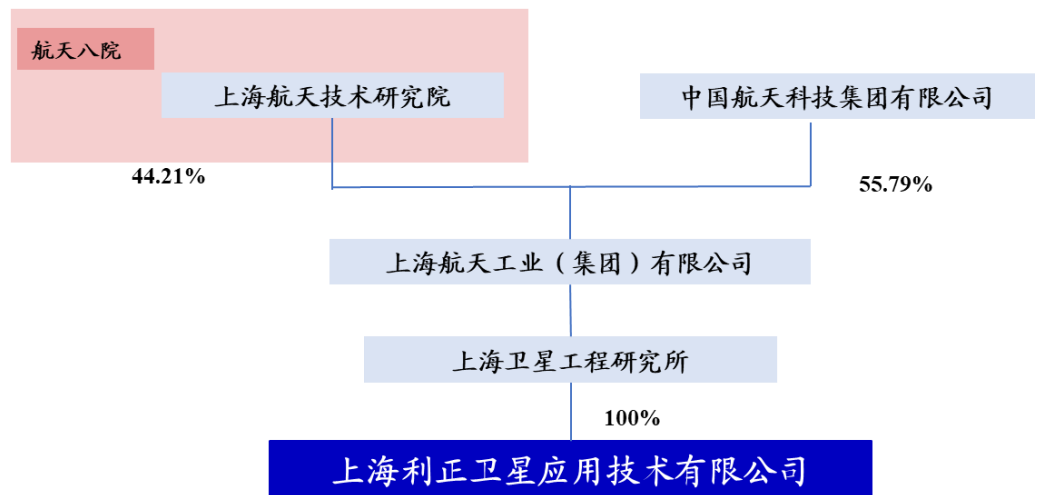 航天八院
上海航天技术研究院
中国航天科技集团有限公司
44.21%
55.79%
上海航天工业（集团）有限公司
上海卫星工程研究所
100%
上海利正卫星应用技术有限公司